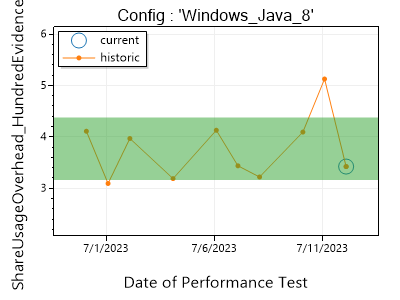 Config : 'Windows_Java_8'
current
historic
6
5
4
3
7/1/2023
7/6/2023
7/11/2023
Date of Performance Test
ShareUsageOverhead_HundredEvidence